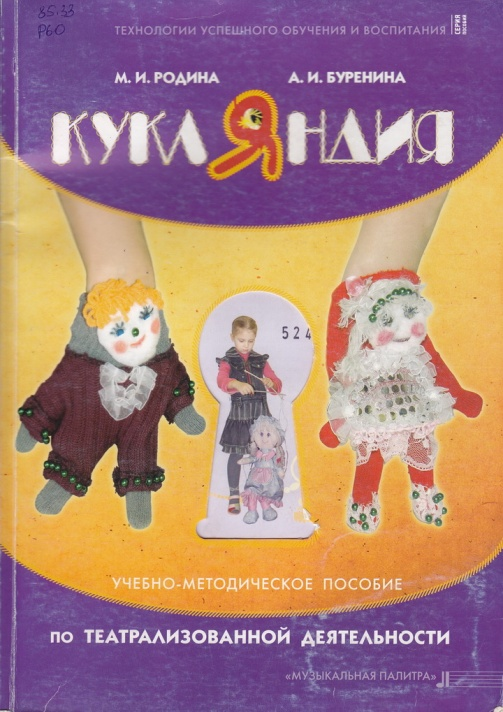 85.33
Р60
ТЕХНОЛОГИИ УСПЕШНОГО ОБУЧЕНИЯ И ВОСПИТАНИЯ
СЕРИЯ
ПОСОБИЙ
М. И. РОДИНА А. И. БУРЕНИНА
КУКЛЯНДИЯ
524
УЧЕБНО-МЕТОДИЧЕСКОЕ ПОСОБИЕ
ПО ТЕАТРАЛИЗОВАННОЙ ДЕЯТЕЛЬНОСТИ
«МУЗЫКАЛЬНАЯ ПАЛИТРА»